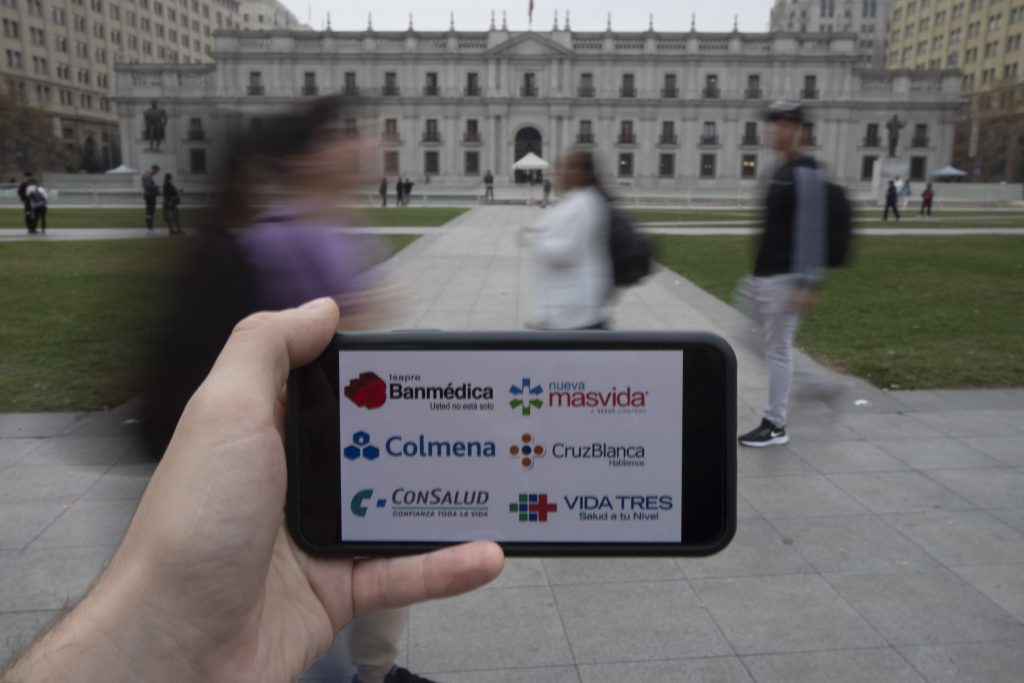 Isapre
Banmédica
Usted no está solo
nueva
masvida
A NEXUS COMPANY
Colmena
CruzBlanca
Hablemos
CONSALUD
CONFIANZA TODA LA VIDA
VIDA TRES
Salud a tu Nivel